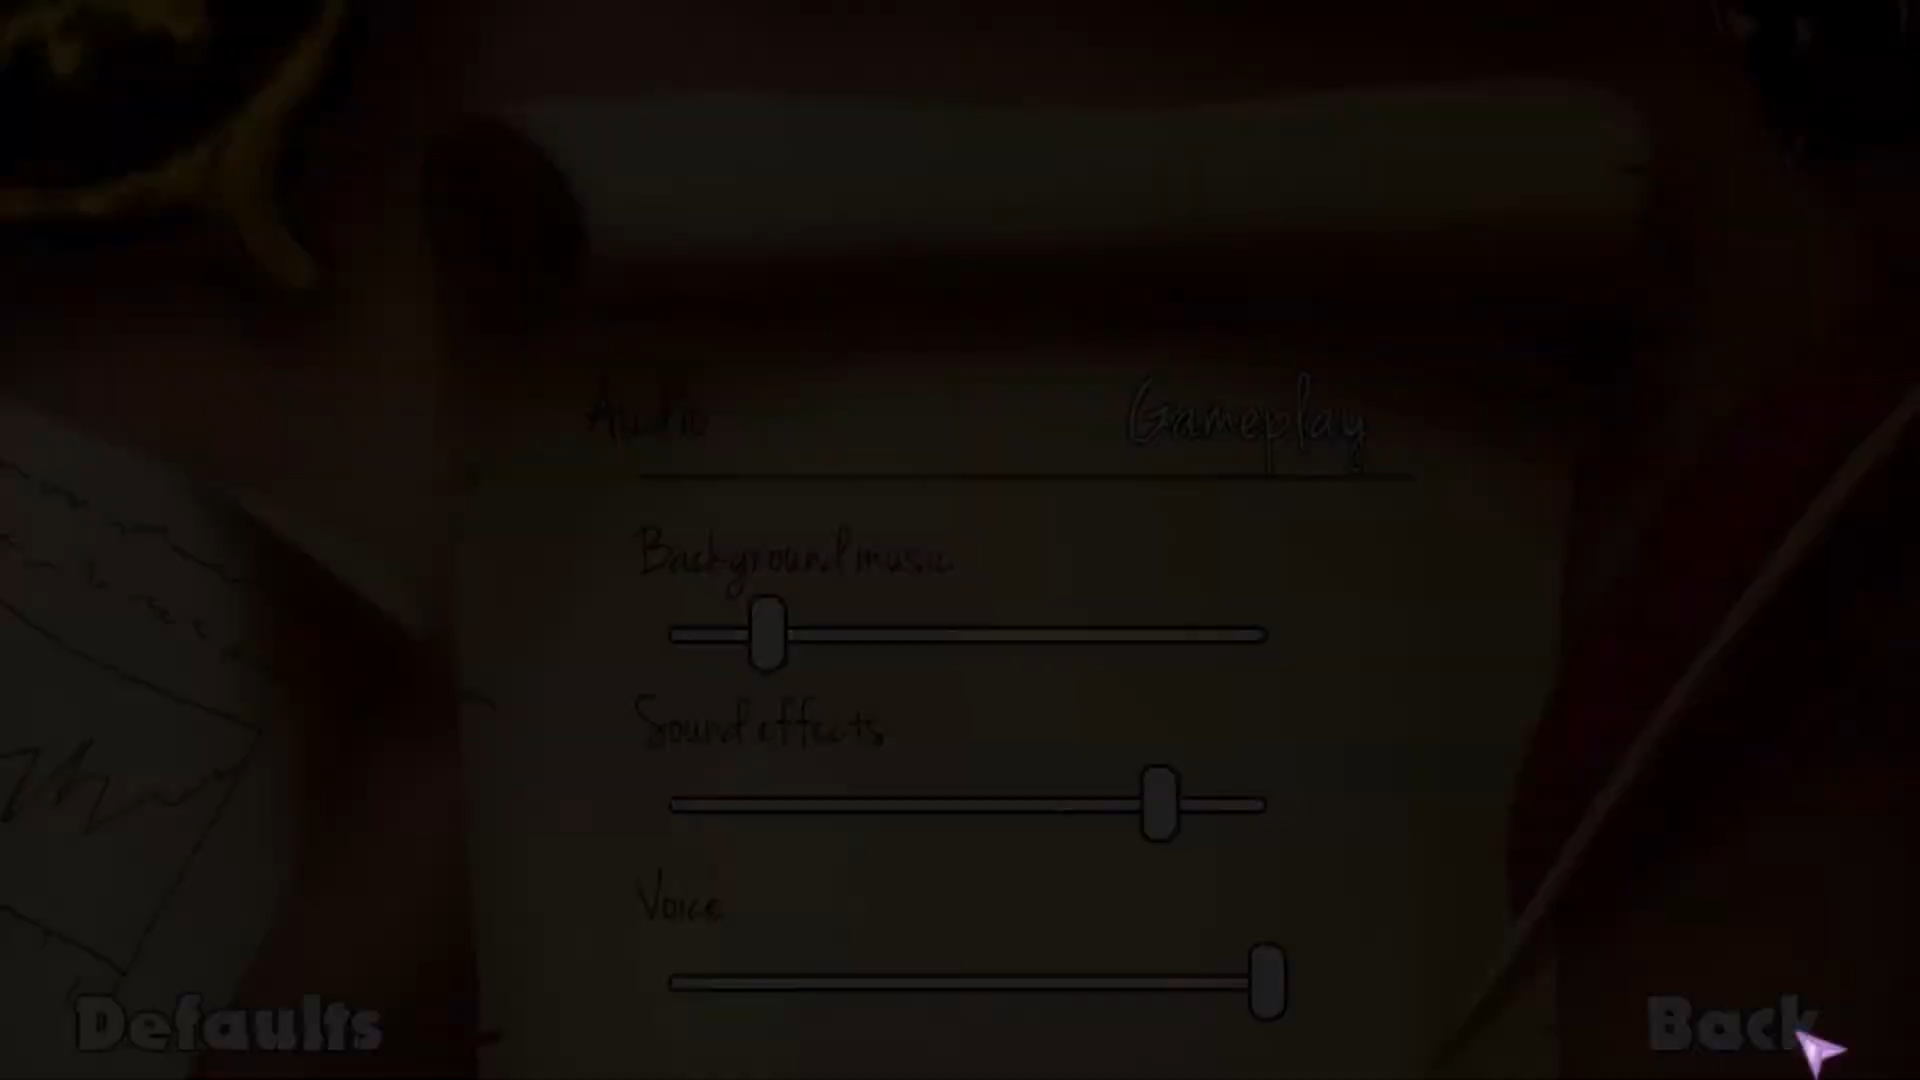 Audio Gameplay
Background music
Sound effects
Voice
Defaults Back